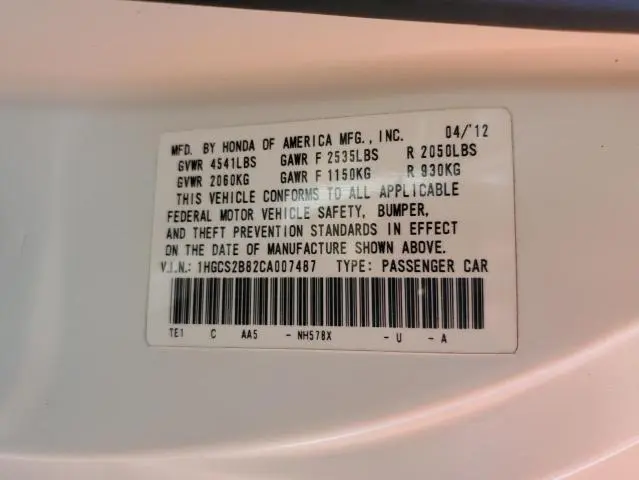 MFD. BY HONDA OF AMERICA MFG., INC. 04/'12
GVWR 4541LBS GAWR F 2535LBS R 2050LBS
GVWR 2060KG GAWR F 1150KG R 930KG
THIS VEHICLE CONFORMS TO ALL APPLICABLE
FEDERAL MOTOR VEHICLE SAFETY, BUMPER,
AND THEFT PREVENTION STANDARDS IN EFFECT
ON THE DATE OF MANUFACTURE SHOWN ABOVE.
V.I.N.: 1HGCS2B82CA007487 TYPE: PASSENGER CAR
TE1 C AA5 - NH578X - U - A